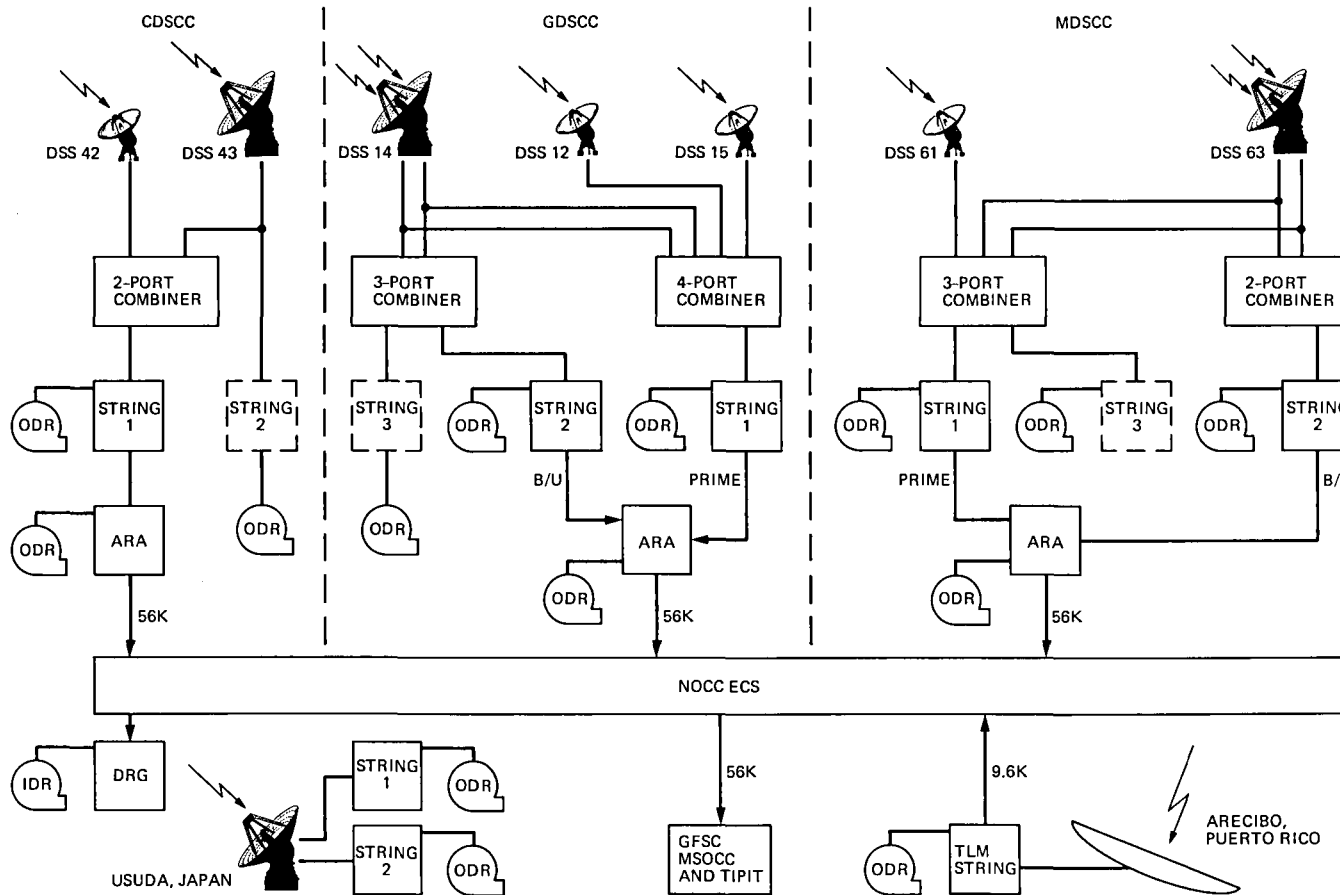 CDSCC
GDSCC
MDSCC
DSS 42
DSS 43
DSS 14
DSS 12
DSS 15
DSS 61
DSS 63
2-PORT
COMBINER
3-PORT
COMBINER
4-PORT
COMBINER
3-PORT
COMBINER
2-PORT
COMBINER
ODR
STRING
1
STRING
2
STRING
3
ODR
STRING
2
ODR
STRING
1
ODR
STRING
1
ODR
STRING
3
ODR
STRING
2
B/U
PRIME
PRIME
B/
ODR
ARA
ODR
ODR
ARA
ODR
ARA
ODR
56K
56K
56K
NOCC ECS
IDR
DRG
STRING
1
ODR
STRING
2
ODR
USUDA, JAPAN
56K
GFSC
MSOCC
AND TIPIT
9.6K
ODR
TLM
STRING
ARECIBO,
PUERTO RICO